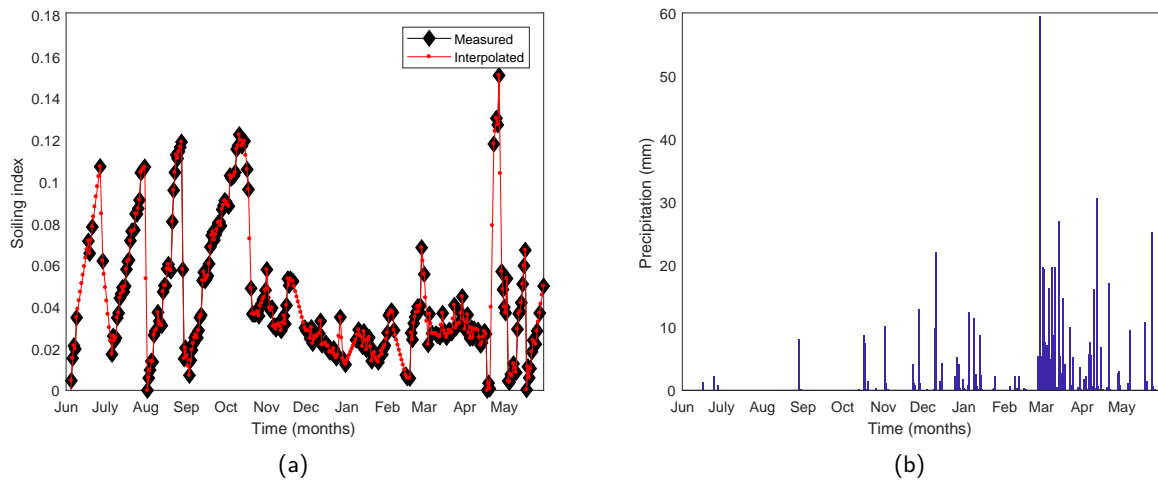 0.18
0.16
0.14
0.12
0.1
0.08
0.06
0.04
0.02
0
Soiling index
Measured
Interpolated
Jun July Aug Sep Oct Nov Dec Jan Feb Mar Apr May
Time (months)
(a)
60
50
40
30
20
10
0
Precipitation (mm)
Jun July Aug Sep Oct Nov Dec Jan Feb Mar Apr May
Time (months)
(b)